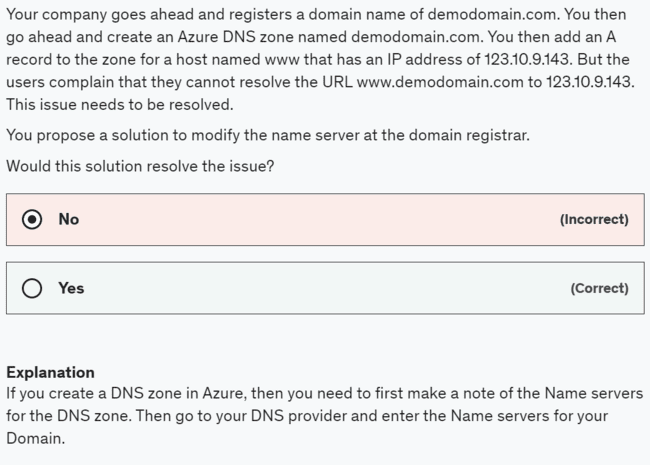 Your company goes ahead and registers a domain name of demodomain.com. You then
go ahead and create an Azure DNS zone named demodomain.com. You then add an A
record to the zone for a host named www that has an IP address of 123.10.9.143. But the
users complain that they cannot resolve the URL www.demodomain.com to 123.10.9.143.
This issue needs to be resolved.
You propose a solution to modify the name server at the domain registrar.
Would this solution resolve the issue?
No (Incorrect)
Yes (Correct)
Explanation
If you create a DNS zone in Azure, then you need to first make a note of the Name servers
for the DNS zone. Then go to your DNS provider and enter the Name servers for your
Domain.